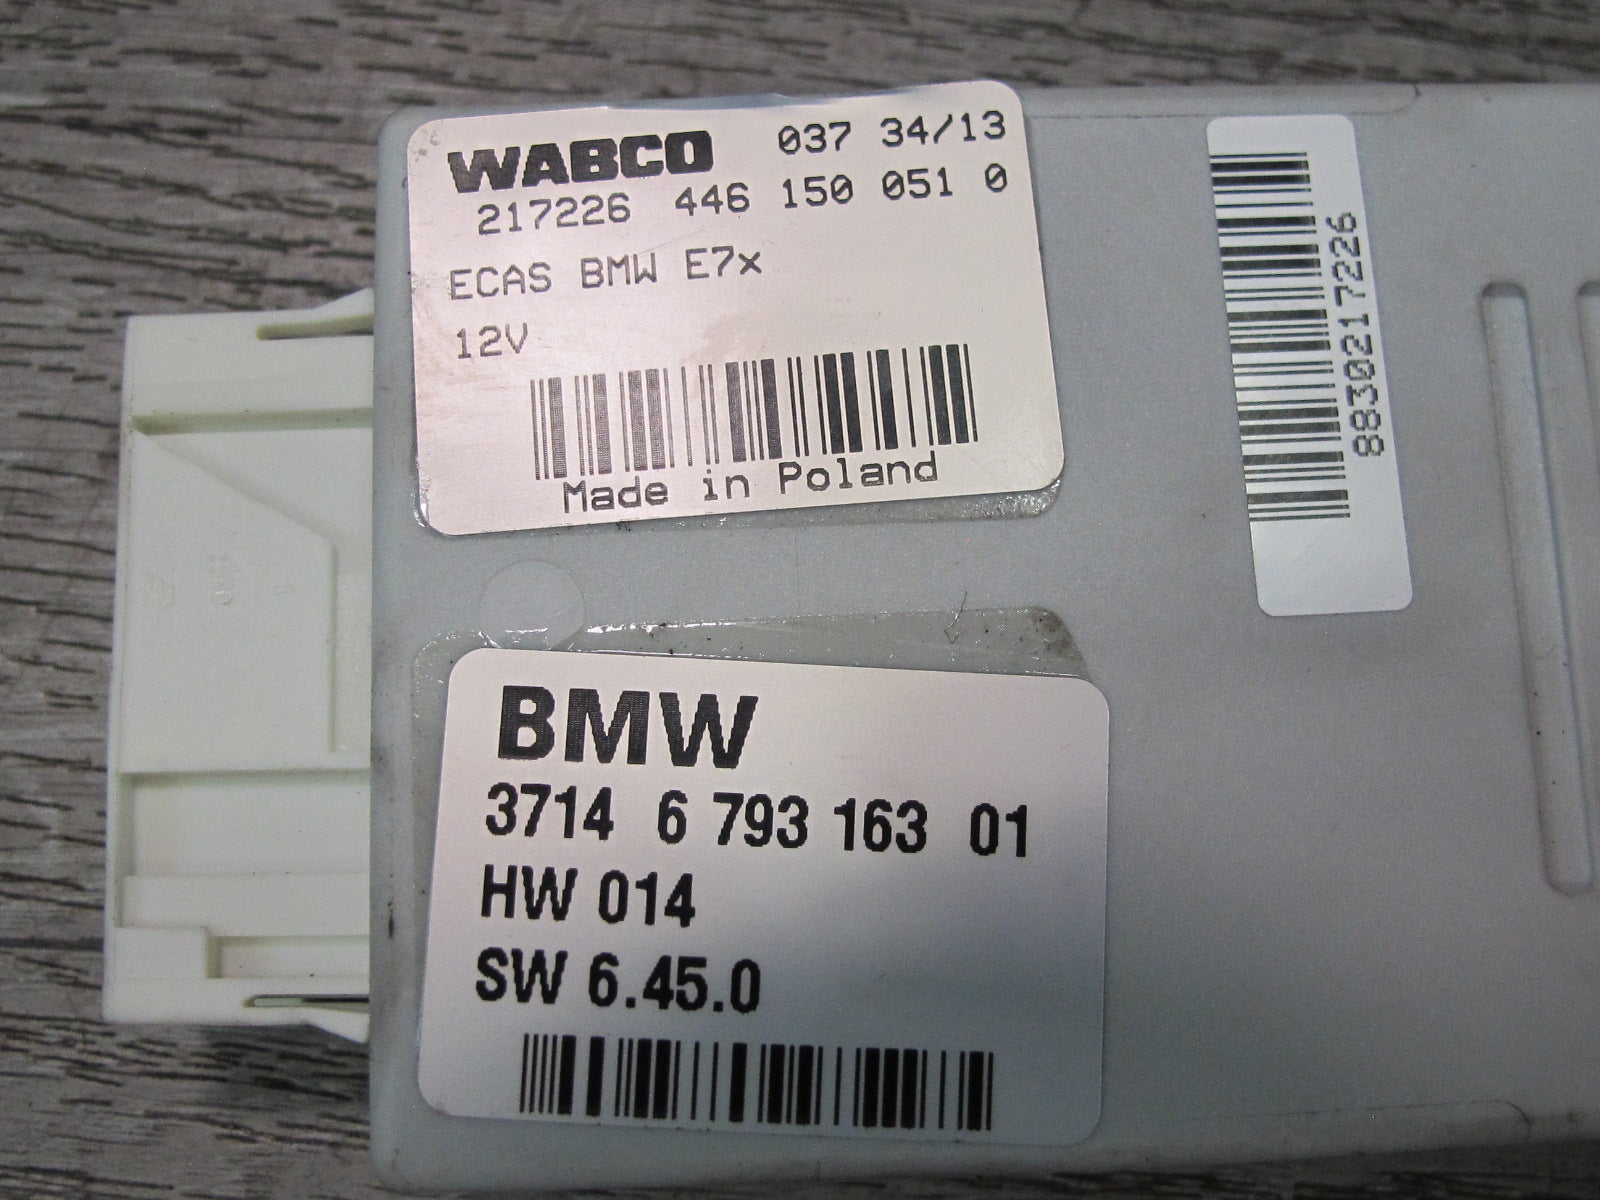 WABCO 037 34/13
217226 446 150 051 0
ECAS BMW E7x
12V
Made in Poland
8830217226
BMW
3714 6 793 163 01
HW 014
SW 6.45.0